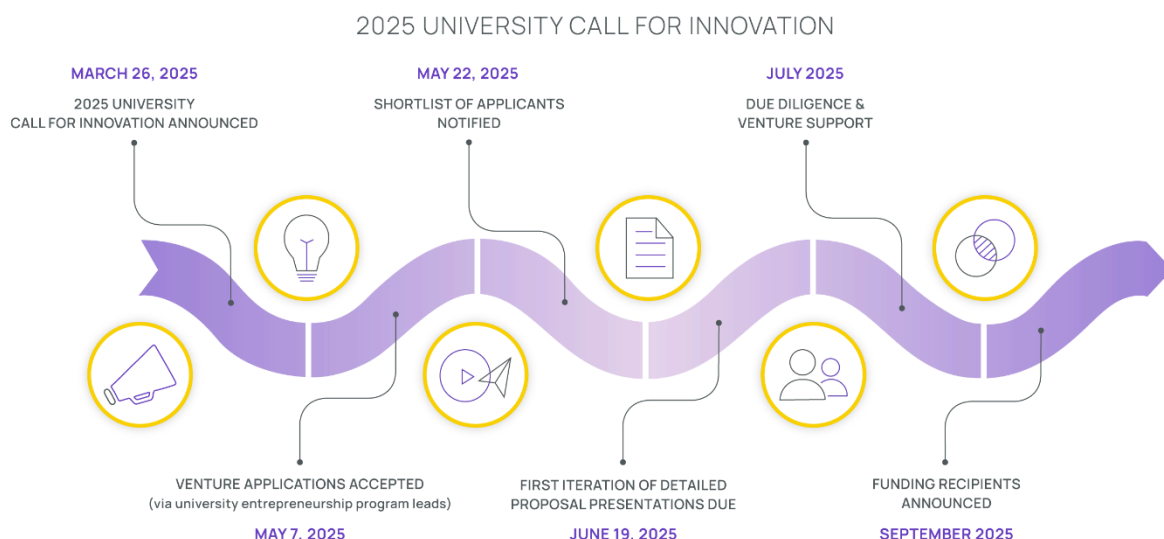 2025 UNIVERSITY CALL FOR INNOVATION
MARCH 26, 2025
2025 UNIVERSITY
CALL FOR INNOVATION ANNOUNCED
MAY 22, 2025
SHORTLIST OF APPLICANTS
NOTIFIED
JULY 2025
DUE DILIGENCE &
VENTURE SUPPORT
VENTURE APPLICATIONS ACCEPTED
(via university entrepreneurship program leads)
MAY 7, 2025
FIRST ITERATION OF DETAILED
PROPOSAL PRESENTATIONS DUE
JUNE 19, 2025
FUNDING RECIPIENTS
ANNOUNCED
SEPTEMBER 2025